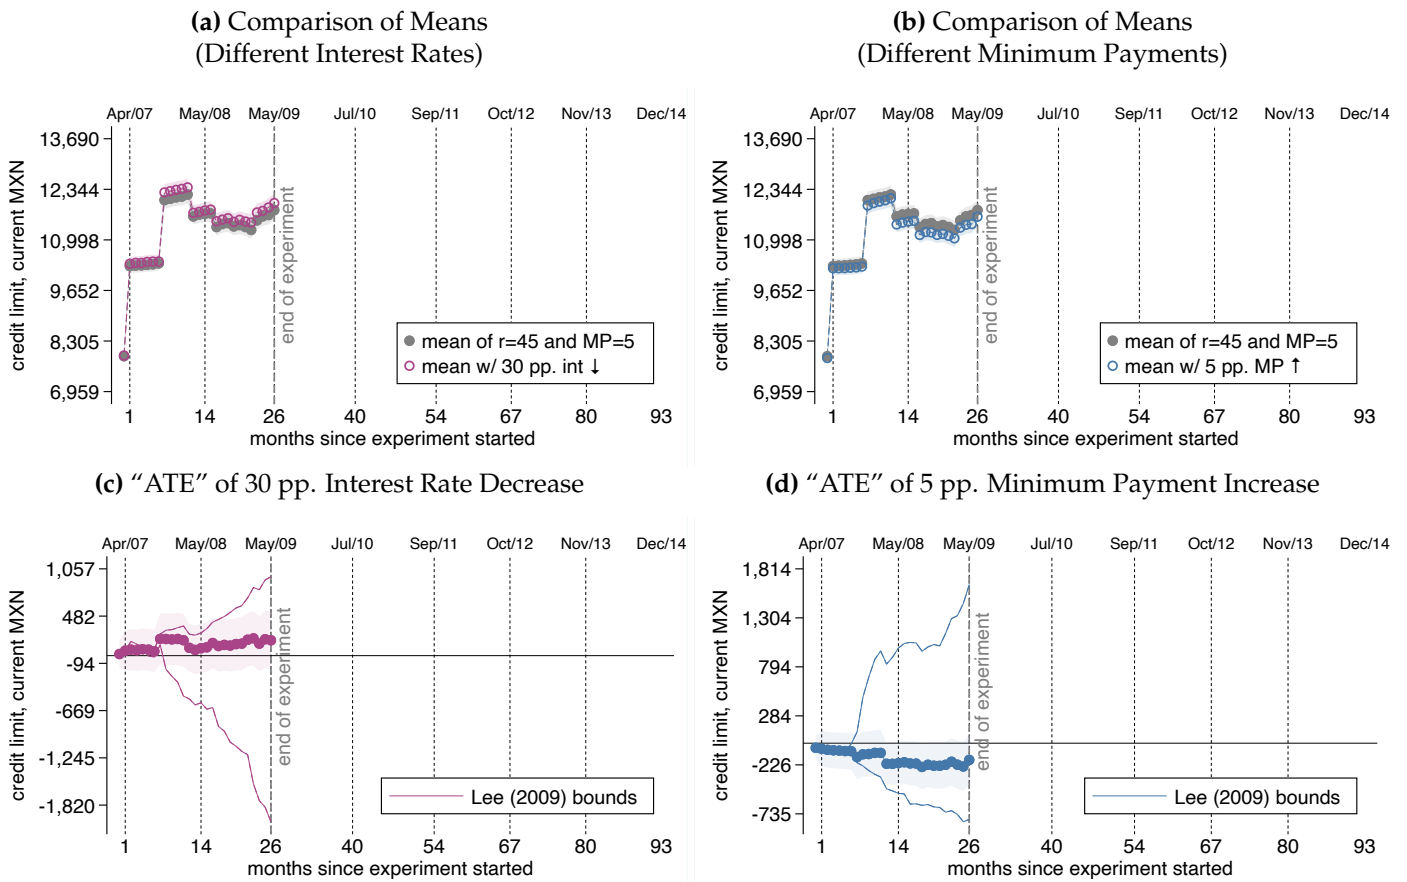 (a) Comparison of Means
(Different Interest Rates)
Apr/07 May/08 May/09 Jul/10 Sep/11 Oct/12 Nov/13 Dec/14
13,690
12,344
10,998
9,652
8,305
6,959
credit limit, current MXN
end of experiment
mean of r=45 and MP=5
mean w/ 30 pp. int ↓
1 14 26 40 54 67 80 93
months since experiment started
(b) Comparison of Means
(Different Minimum Payments)
Apr/07 May/08 May/09 Jul/10 Sep/11 Oct/12 Nov/13 Dec/14
13,690
12,344
10,998
9,652
8,305
6,959
credit limit, current MXN
end of experiment
mean of r=45 and MP=5
mean w/ 5 pp. MP ↑
1 14 26 40 54 67 80 93
months since experiment started
(c) “ATE” of 30 pp. Interest Rate Decrease
Apr/07 May/08 May/09 Jul/10 Sep/11 Oct/12 Nov/13 Dec/14
1,057
482
-94
-669
-1,245
-1,820
credit limit, current MXN
end of experiment
Lee (2009) bounds
1 14 26 40 54 67 80 93
months since experiment started
(d) “ATE” of 5 pp. Minimum Payment Increase
Apr/07 May/08 May/09 Jul/10 Sep/11 Oct/12 Nov/13 Dec/14
1,814
1,304
794
284
-226
-735
credit limit, current MXN
end of experiment
Lee (2009) bounds
1 14 26 40 54 67 80 93
months since experiment started